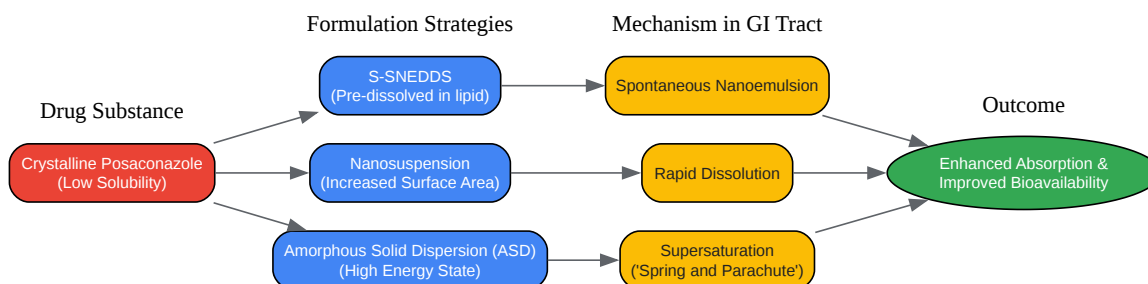 Formulation Strategies
Mechanism in GI Tract
S-SNEDDS
(Pre-dissolved in lipid)
Spontaneous Nanoemulsion
Drug Substance
Outcome
Crystalline Posaconazole
(Low Solubility)
Nanosuspension
(Increased Surface Area)
Rapid Dissolution
Enhanced Absorption &
Improved Bioavailability
Amorphous Solid Dispersion (ASD)
(High Energy State)
Supersaturation
('Spring and Parachute')